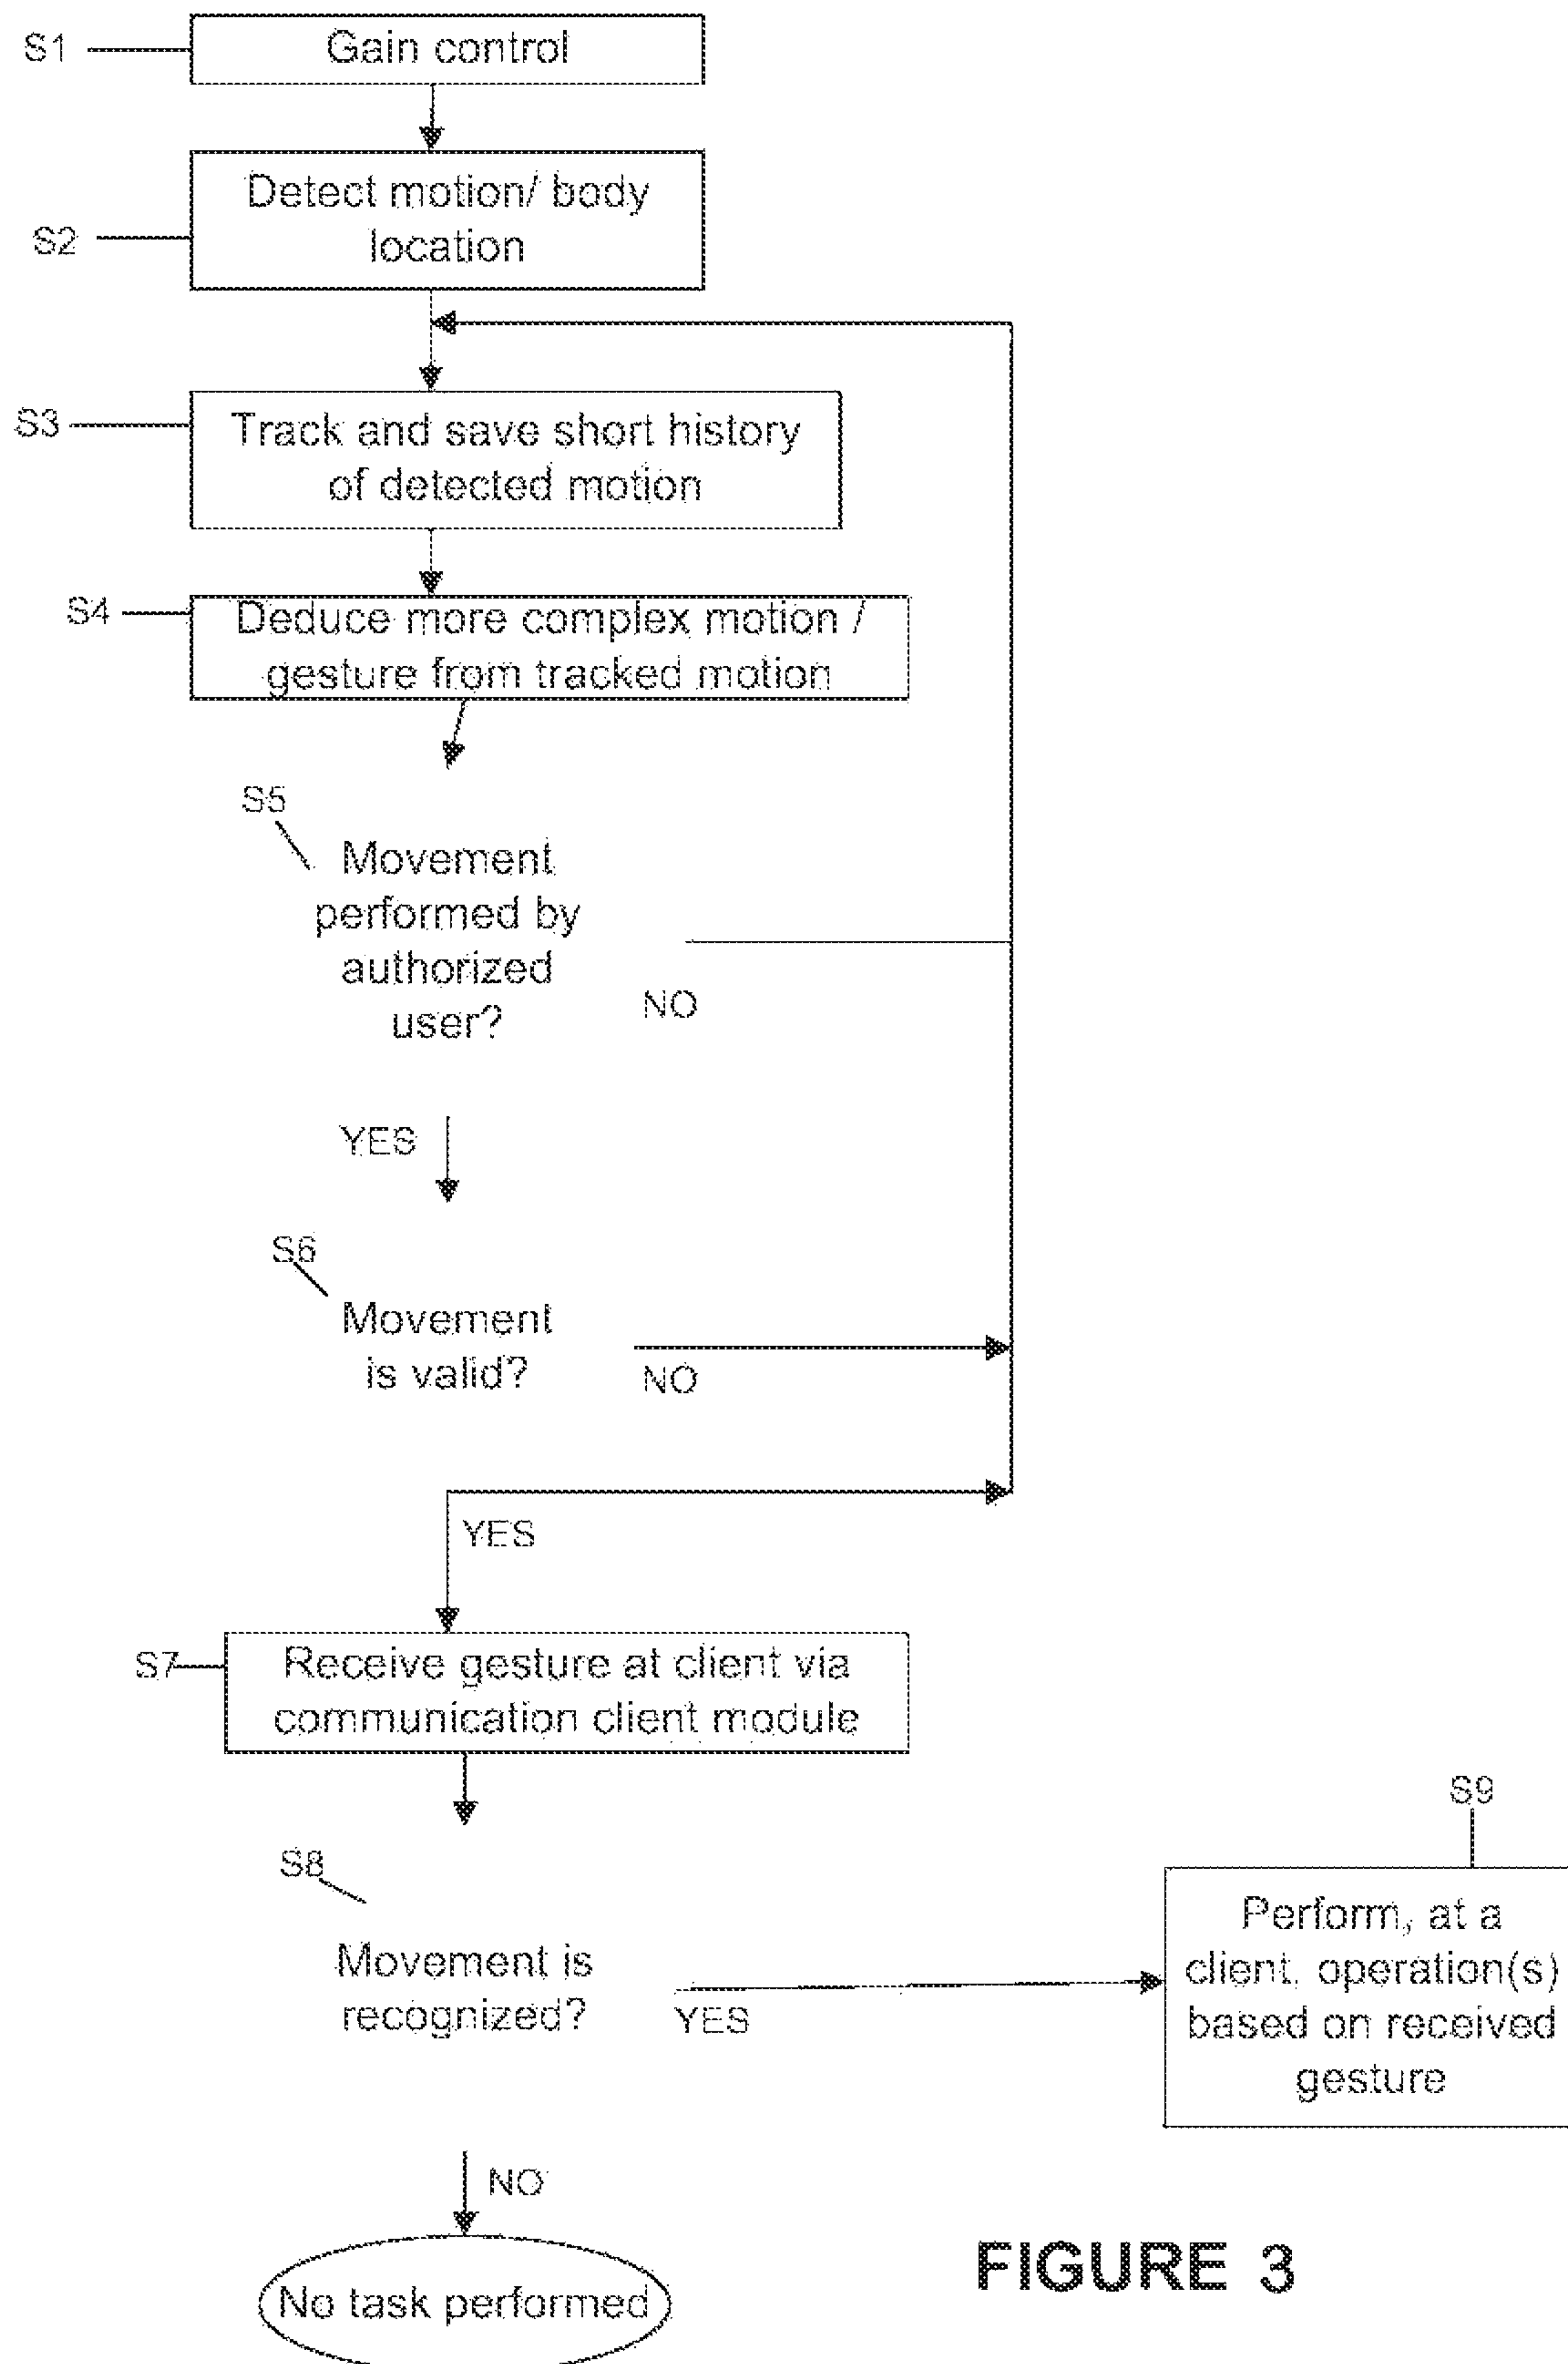 S1
Gain control
S2
Detect motion/ body
location
S3
Track and save short history
of detected motion
S4
Deduce more complex motion /
gesture from tracked motion
S5
Movement
performed by
authorized
user?
NO
YES
S6
Movement
is valid?
NO
YES
S7
Receive gesture at client via
communication client module
S8
Movement is
recognized?
YES
S9
Perform, at a
client, operation(s)
based on received
gesture
NO
No task performed
FIGURE 3